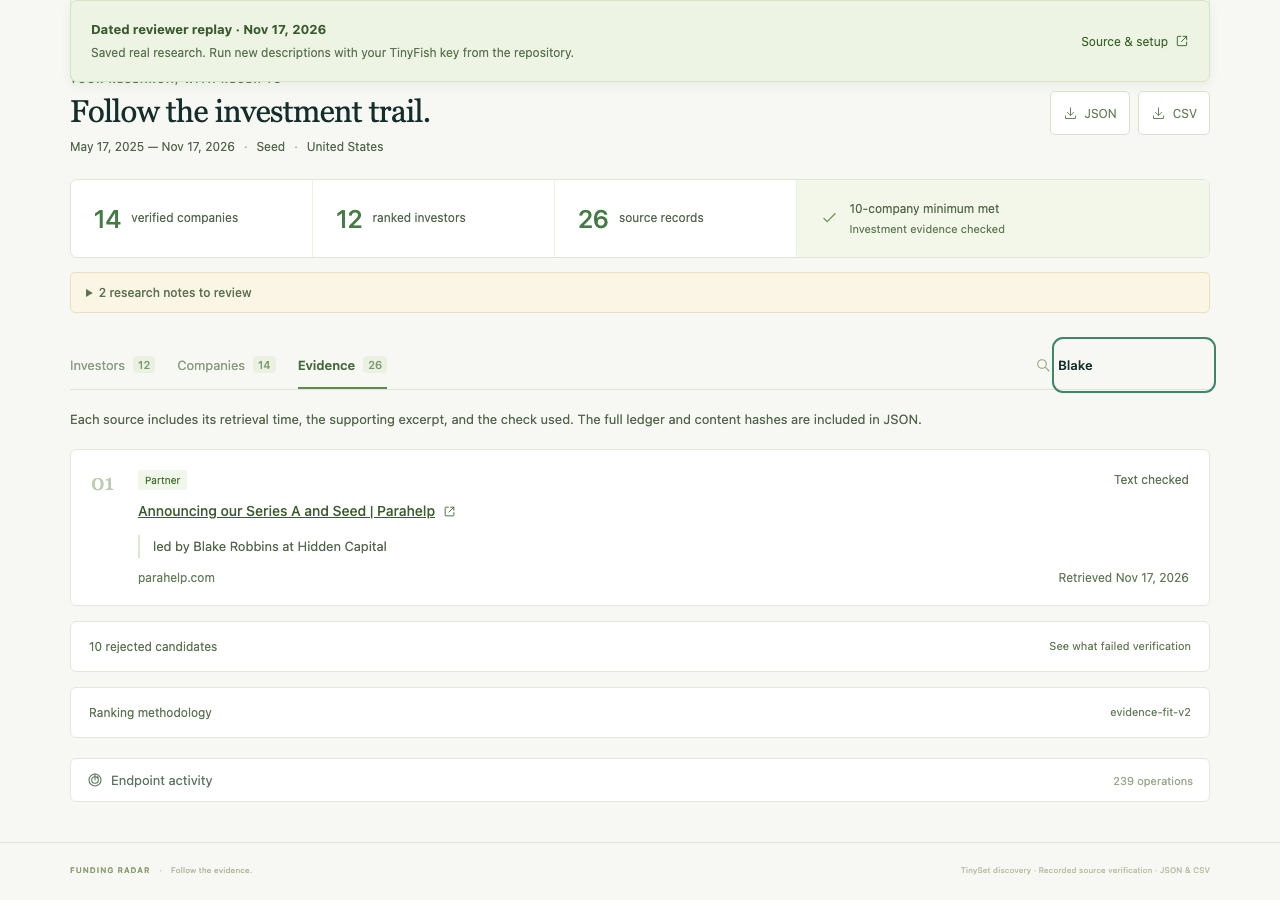 Dated reviewer replay · Nov 17, 2026
Saved real research. Run new descriptions with your TinyFish key from the repository.
Source & setup
Follow the investment trail.
JSON
CSV
May 17, 2025 — Nov 17, 2026 · Seed · United States
14 verified companies
12 ranked investors
26 source records
10-company minimum met
Investment evidence checked
2 research notes to review
Investors 12
Companies 14
Evidence 26
Blake
Each source includes its retrieval time, the supporting excerpt, and the check used. The full ledger and content hashes are included in JSON.
01
Partner
Text checked
Announcing our Series A and Seed | Parahelp
led by Blake Robbins at Hidden Capital
parahelp.com
Retrieved Nov 17, 2026
10 rejected candidates
See what failed verification
Ranking methodology
evidence-fit-v2
Endpoint activity
239 operations
FUNDING RADAR · Follow the evidence.
TinySet discovery · Recorded source verification · JSON & CSV